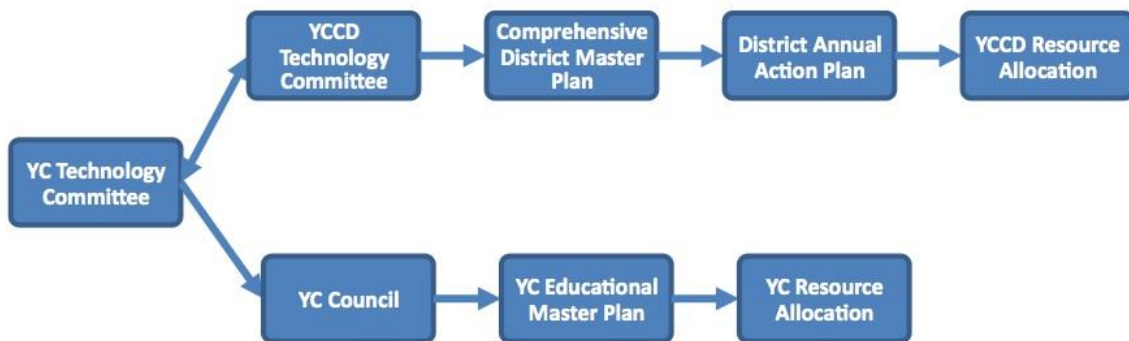 YCCD
Technology
Committee
Comprehensive
District Master
Plan
District Annual
Action Plan
YCCD Resource
Allocation
YC Technology
Committee
YC Council
YC Educational
Master Plan
YC Resource
Allocation